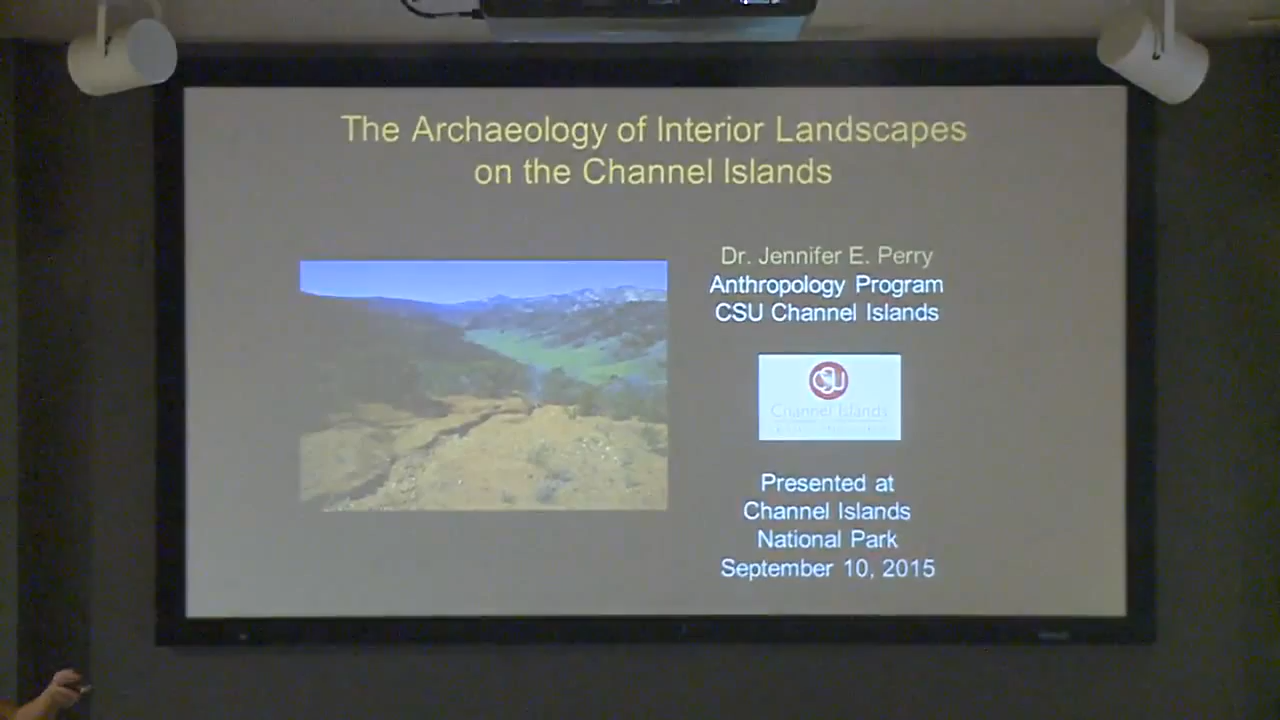 The Archaeology of Interior Landscapes
on the Channel Islands
Dr. Jennifer E. Perry
Anthropology Program
CSU Channel Islands
CSU
Channel Islands
Presented at
Channel Islands
National Park
September 10, 2015